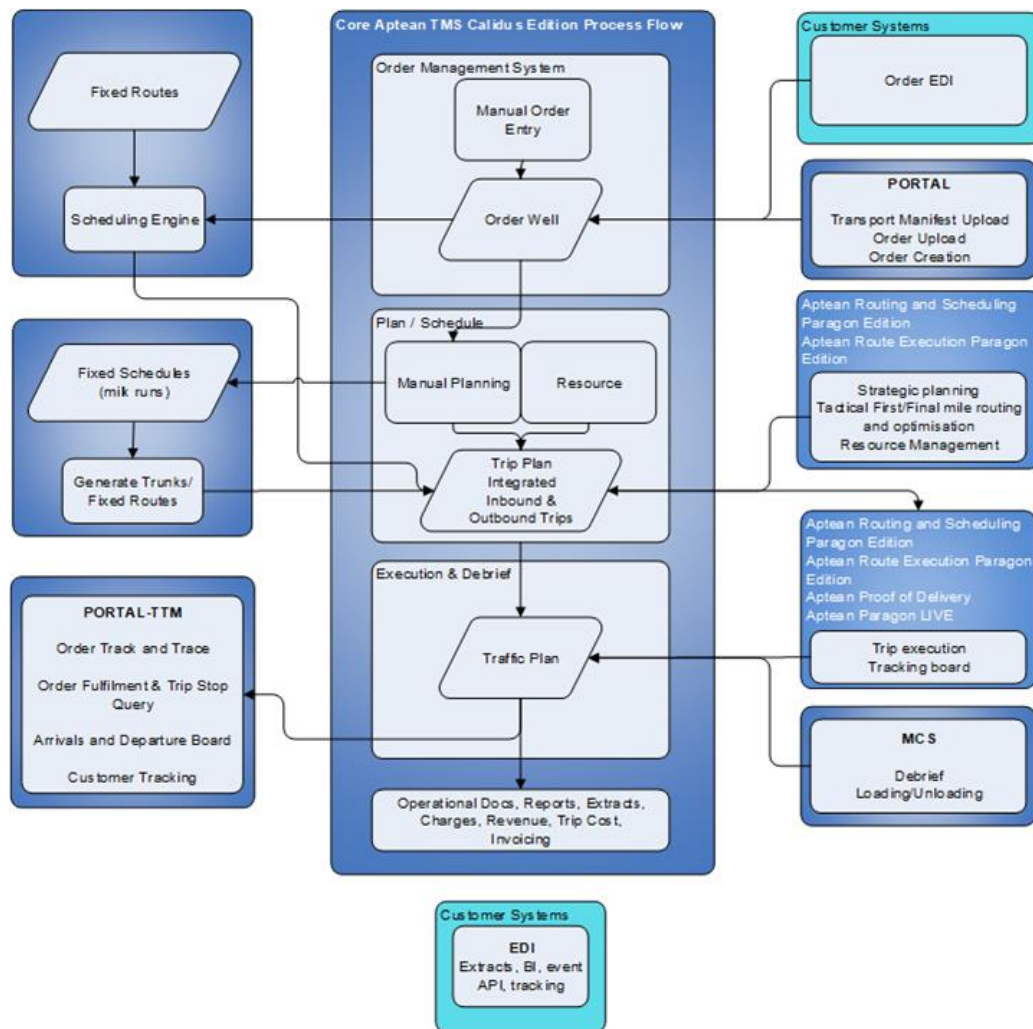 Core Aptean TMS Calidus Edition Process Flow
Fixed Routes
Scheduling Engine
Order Management System
Manual Order
Entry
Order Well
Customer Systems
Order EDI
PORTAL
Transport Manifest Upload
Order Upload
Order Creation
Fixed Schedules
(milk runs)
Generate Trunks/
Fixed Routes
Plan / Schedule
Manual Planning
Resource
Trip Plan
Integrated
Inbound &
Outbound Trips
Aptean Routing and Scheduling
Paragon Edition
Aptean Route Execution Paragon
Edition
Strategic planning
Tactical First/Final mile routing
and optimisation
Resource Management
Aptean Routing and Scheduling
Paragon Edition
Aptean Route Execution Paragon
Edition
Aptean Proof of Delivery
Aptean Paragon LIVE
Trip execution
Tracking board
PORTAL-TTM
Order Track and Trace
Order Fulfilment & Trip Stop
Query
Arrivals and Departure Board
Customer Tracking
Execution & Debrief
Traffic Plan
MCS
Debrief
Loading/Unloading
Operational Docs, Reports, Extracts,
Charges, Revenue, Trip Cost,
Invoicing
Customer Systems
EDI
Extracts, BI, event
API, tracking